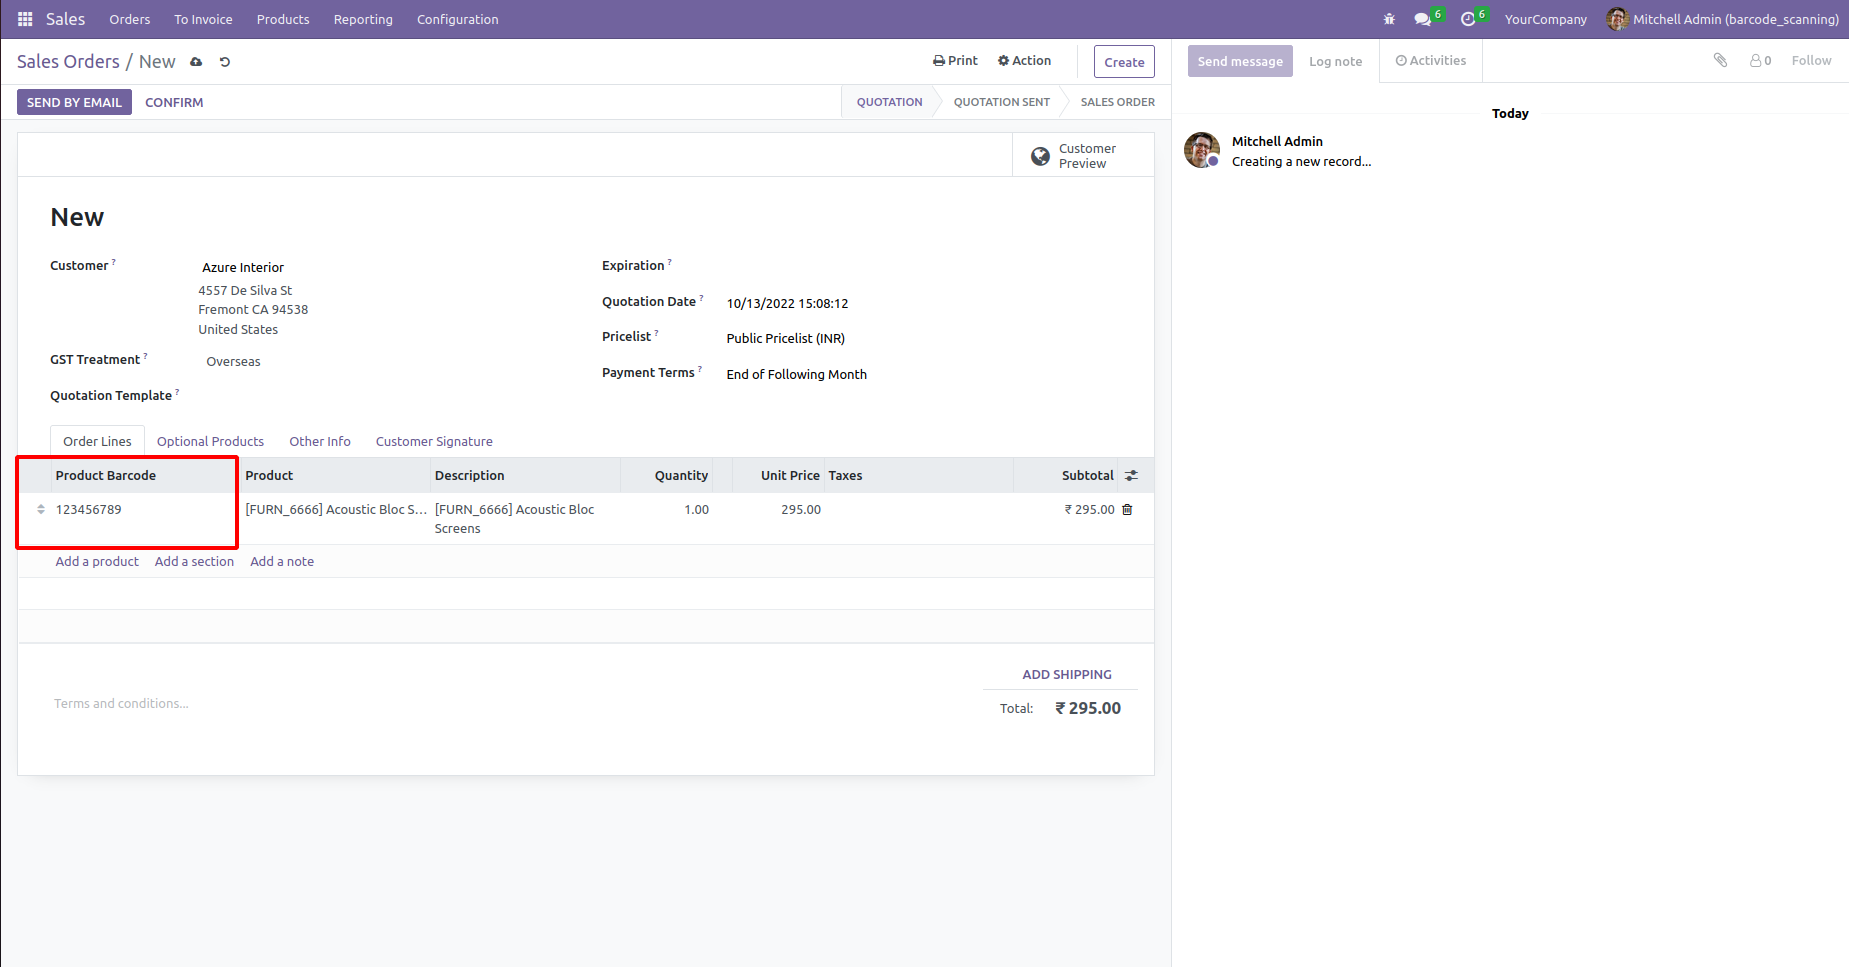 Sales Orders To Invoice Products Reporting Configuration 6 6 YourCompany Mitchell Admin (barcode_scanning)
Sales Orders / New Print Action Create
SEND BY EMAIL CONFIRM QUOTATION QUOTATION SENT SALES ORDER
Customer
Preview
New
Customer ? Azure Interior
4557 De Silva St
Fremont CA 94538
United States
GST Treatment ? Overseas
Quotation Template ?
Expiration ?
Quotation Date ? 10/13/2022 15:08:12
Pricelist ? Public Pricelist (INR)
Payment Terms ? End of Following Month
Order Lines Optional Products Other Info Customer Signature
Product Barcode Product Description Quantity Unit Price Taxes Subtotal
123456789 [FURN_6666] Acoustic Bloc S... [FURN_6666] Acoustic Bloc 1.00 295.00 ₹ 295.00
Screens
Add a product Add a section Add a note
ADD SHIPPING
Terms and conditions...
Total: ₹ 295.00
Send message Log note Activities 0 Follow
Today
Mitchell Admin
Creating a new record...